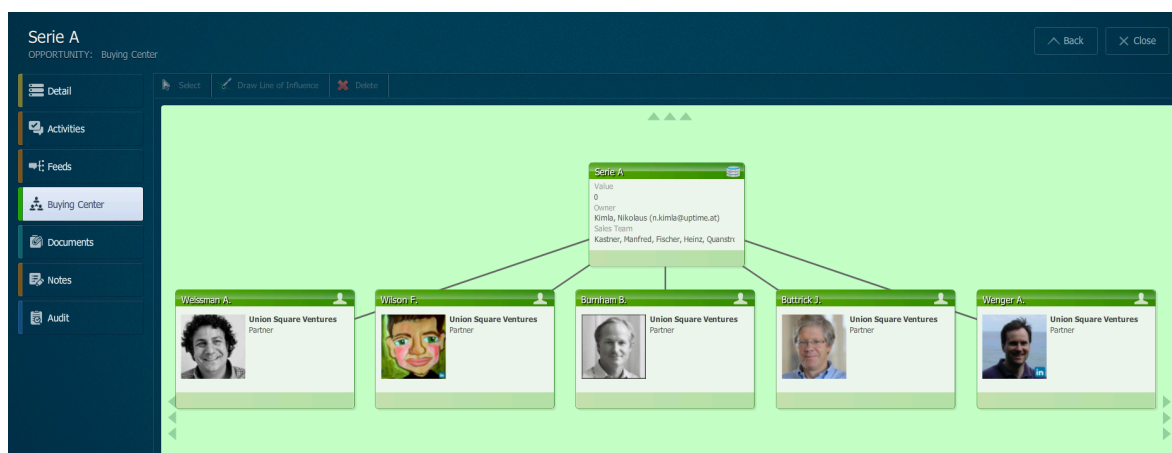 Serie A
OPPORTUNITY: Buying Center
Back
Close
Detail
Activities
Feeds
Buying Center
Documents
Notes
Audit
Select
Draw Line of Influence
Delete
Serie A
Value
0
Owner
Kimla, Nikolaus (n.kimla@uptime.at)
Sales Team
Kastner, Manfred, Fischer, Heinz, Quanstr
Weissman A.
Union Square Ventures
Partner
Wilson F.
Union Square Ventures
Partner
in
Burnham B.
Union Square Ventures
Partner
Buttrick J.
Union Square Ventures
Partner
Wenger A.
Union Square Ventures
Partner
in